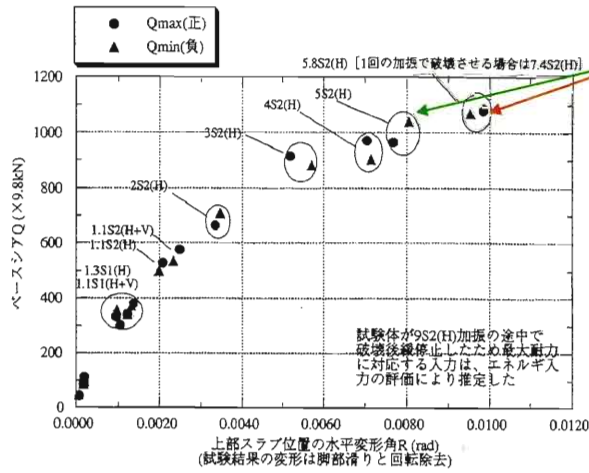 ● Qmax(正)
▲ Qmin(負)
5.8S2(H) [1回の加振で破壊させる場合は7.4S2(H)]
5S2(H)
4S2(H)
3S2(H)
2S2(H)
1.1S2(H+V)
1.1S2(H)
1.3S1(H)
1.1S1(H+V)
1200
1000
800
600
400
200
0
ベースシアQ (×9.8kN)
試験体が9S2(H)加振の途中で
破壊後緩停止したため最大耐力
に対応する入力は、エネルギ入
力の評価により推定した
0.0000 0.0020 0.0040 0.0060 0.0080 0.0100 0.0120
上部スラブ位置の水平変形角R (rad)
(試験結果の変形は脚部滑りと回転除去)